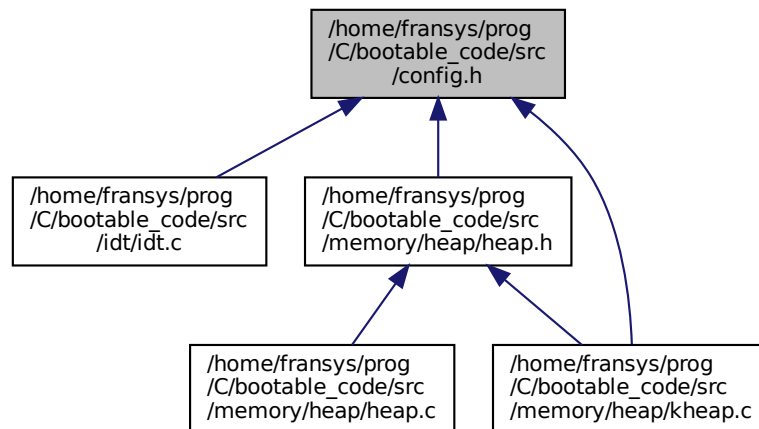 /home/fransys/prog
/C/bootable_code/src
/config.h
/home/fransys/prog
/C/bootable_code/src
/idt/idt.c
/home/fransys/prog
/C/bootable_code/src
/memory/heap/heap.h
/home/fransys/prog
/C/bootable_code/src
/memory/heap/heap.c
/home/fransys/prog
/C/bootable_code/src
/memory/heap/kheap.c